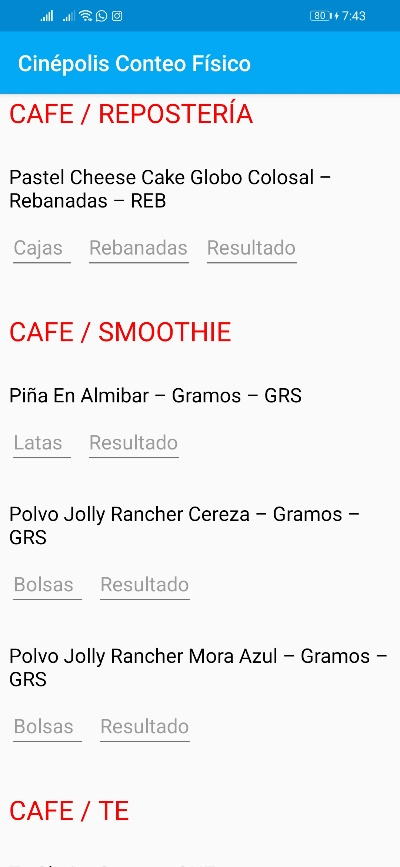 80 7:43
Cinépolis Conteo Físico
CAFE / REPOSTERÍA
Pastel Cheese Cake Globo Colosal –
Rebanadas – REB
Cajas Rebanadas Resultado
CAFE / SMOOTHIE
Piña En Almibar – Gramos – GRS
Latas Resultado
Polvo Jolly Rancher Cereza – Gramos –
GRS
Bolsas Resultado
Polvo Jolly Rancher Mora Azul – Gramos –
GRS
Bolsas Resultado
CAFE / TE